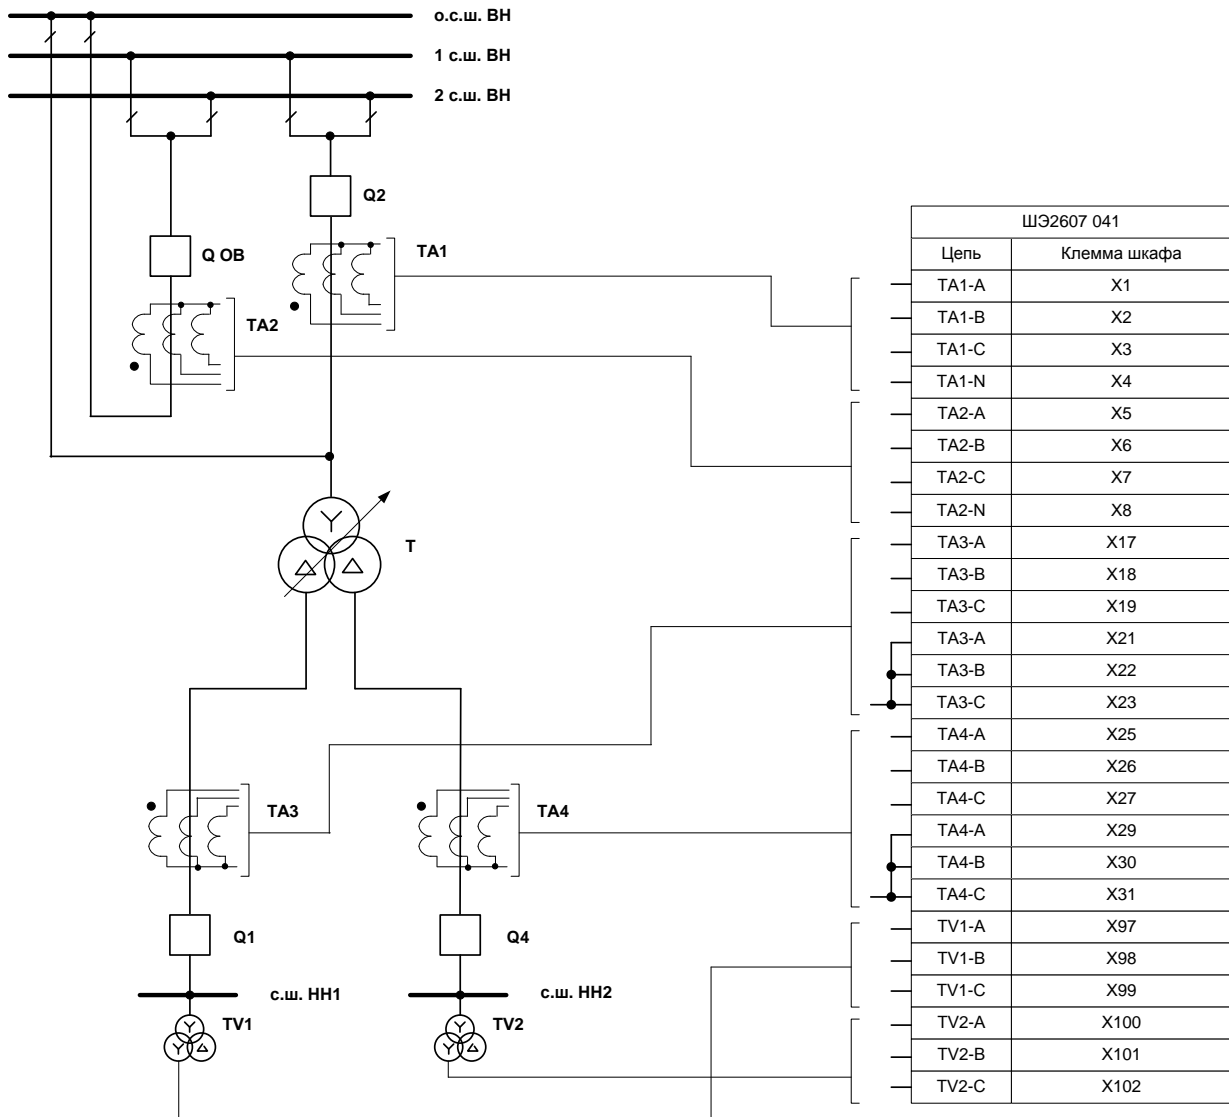 о.с.ш. ВН
1 с.ш. ВН
2 с.ш. ВН
Q2
Q ОВ
TA1
TA2
T
TA3
TA4
Q1
Q4
с.ш. НН1
с.ш. НН2
TV1
TV2
ШЭ2607 041
Цепь Клемма шкафа
TA1-A X1
TA1-B X2
TA1-C X3
TA1-N X4
TA2-A X5
TA2-B X6
TA2-C X7
TA2-N X8
TA3-A X17
TA3-B X18
TA3-C X19
TA3-A X21
TA3-B X22
TA3-C X23
TA4-A X25
TA4-B X26
TA4-C X27
TA4-A X29
TA4-B X30
TA4-C X31
TV1-A X97
TV1-B X98
TV1-C X99
TV2-A X100
TV2-B X101
TV2-C X102